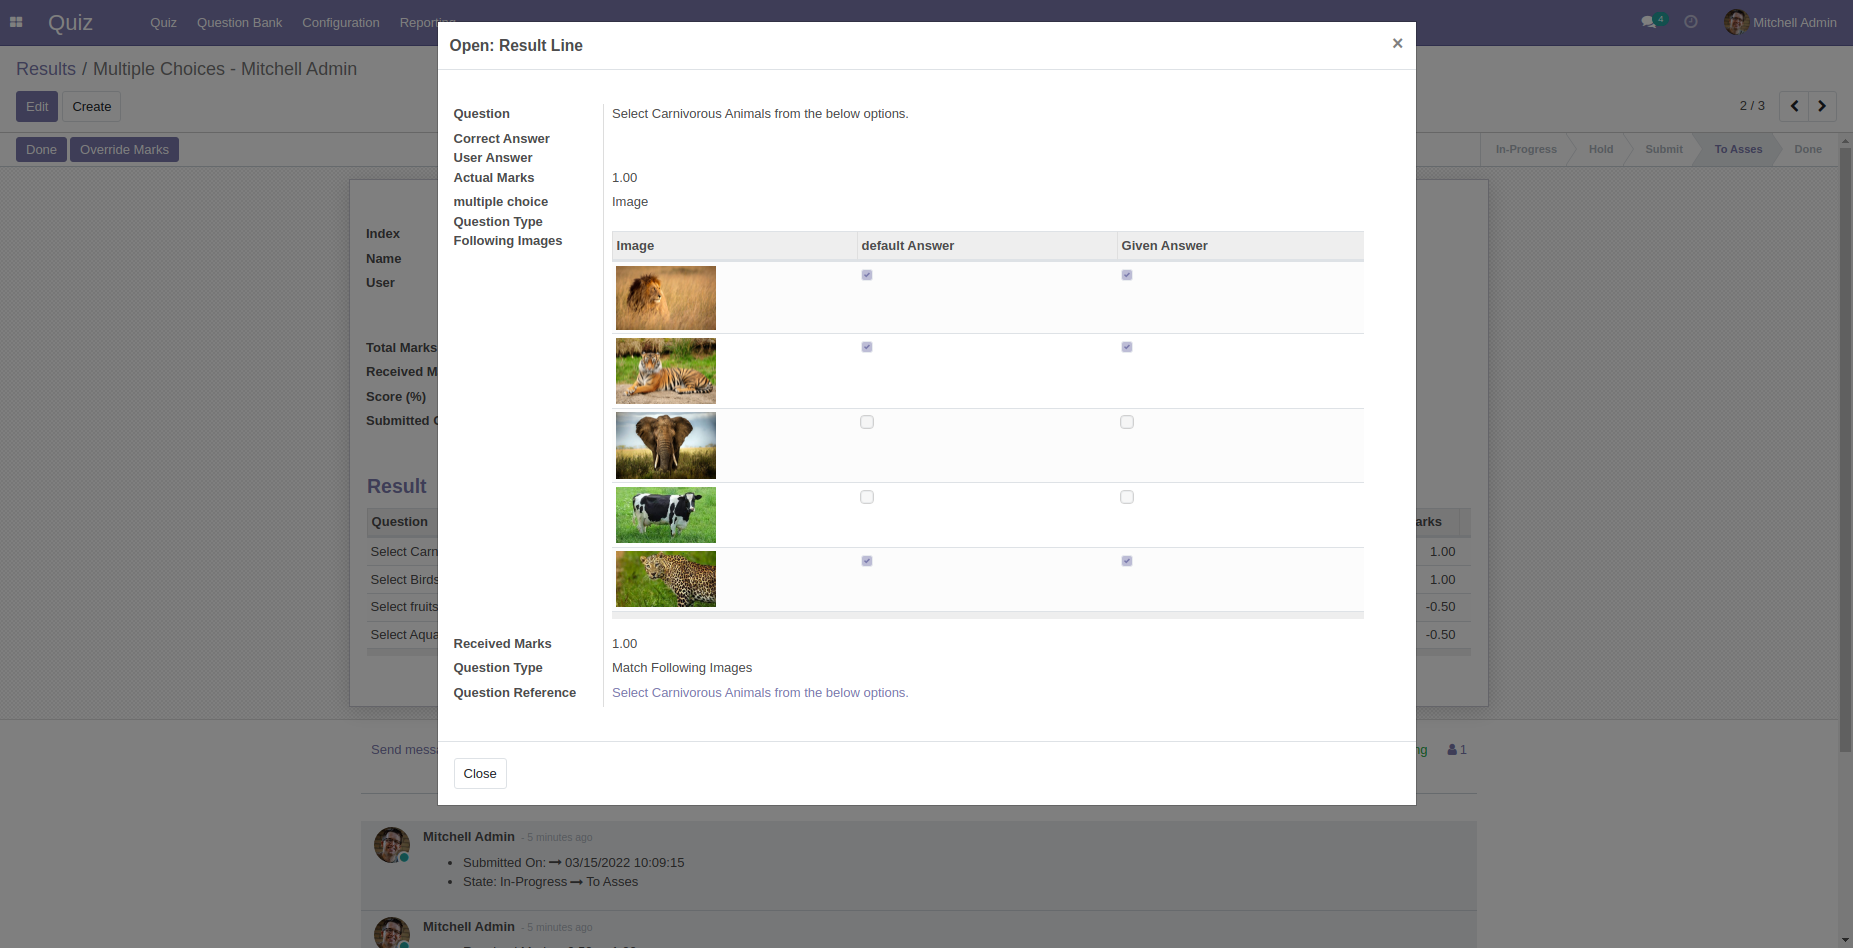 Quiz
Quiz
Question Bank
Configuration
Reporting
4
Mitchell Admin
Results / Multiple Choices - Mitchell Admin
Edit
Create
2 / 3
Done
Override Marks
In-Progress
Hold
Submit
To Asses
Done
Index
Name
User
Total Marks
Received M
Score (%)
Submitted
Result
Question
arks
Select Carn
1.00
Select Birds
1.00
Select fruits
-0.50
Select Aqua
-0.50
Send messa
ng
1
Mitchell Admin - 5 minutes ago
Submitted On: → 03/15/2022 10:09:15
State: In-Progress → To Asses
Mitchell Admin - 5 minutes ago
Open: Result Line
×
Question Select Carnivorous Animals from the below options.
Correct Answer
User Answer
Actual Marks 1.00
multiple choice Image
Question Type
Following Images
Image default Answer Given Answer
Received Marks 1.00
Question Type Match Following Images
Question Reference Select Carnivorous Animals from the below options.
Close